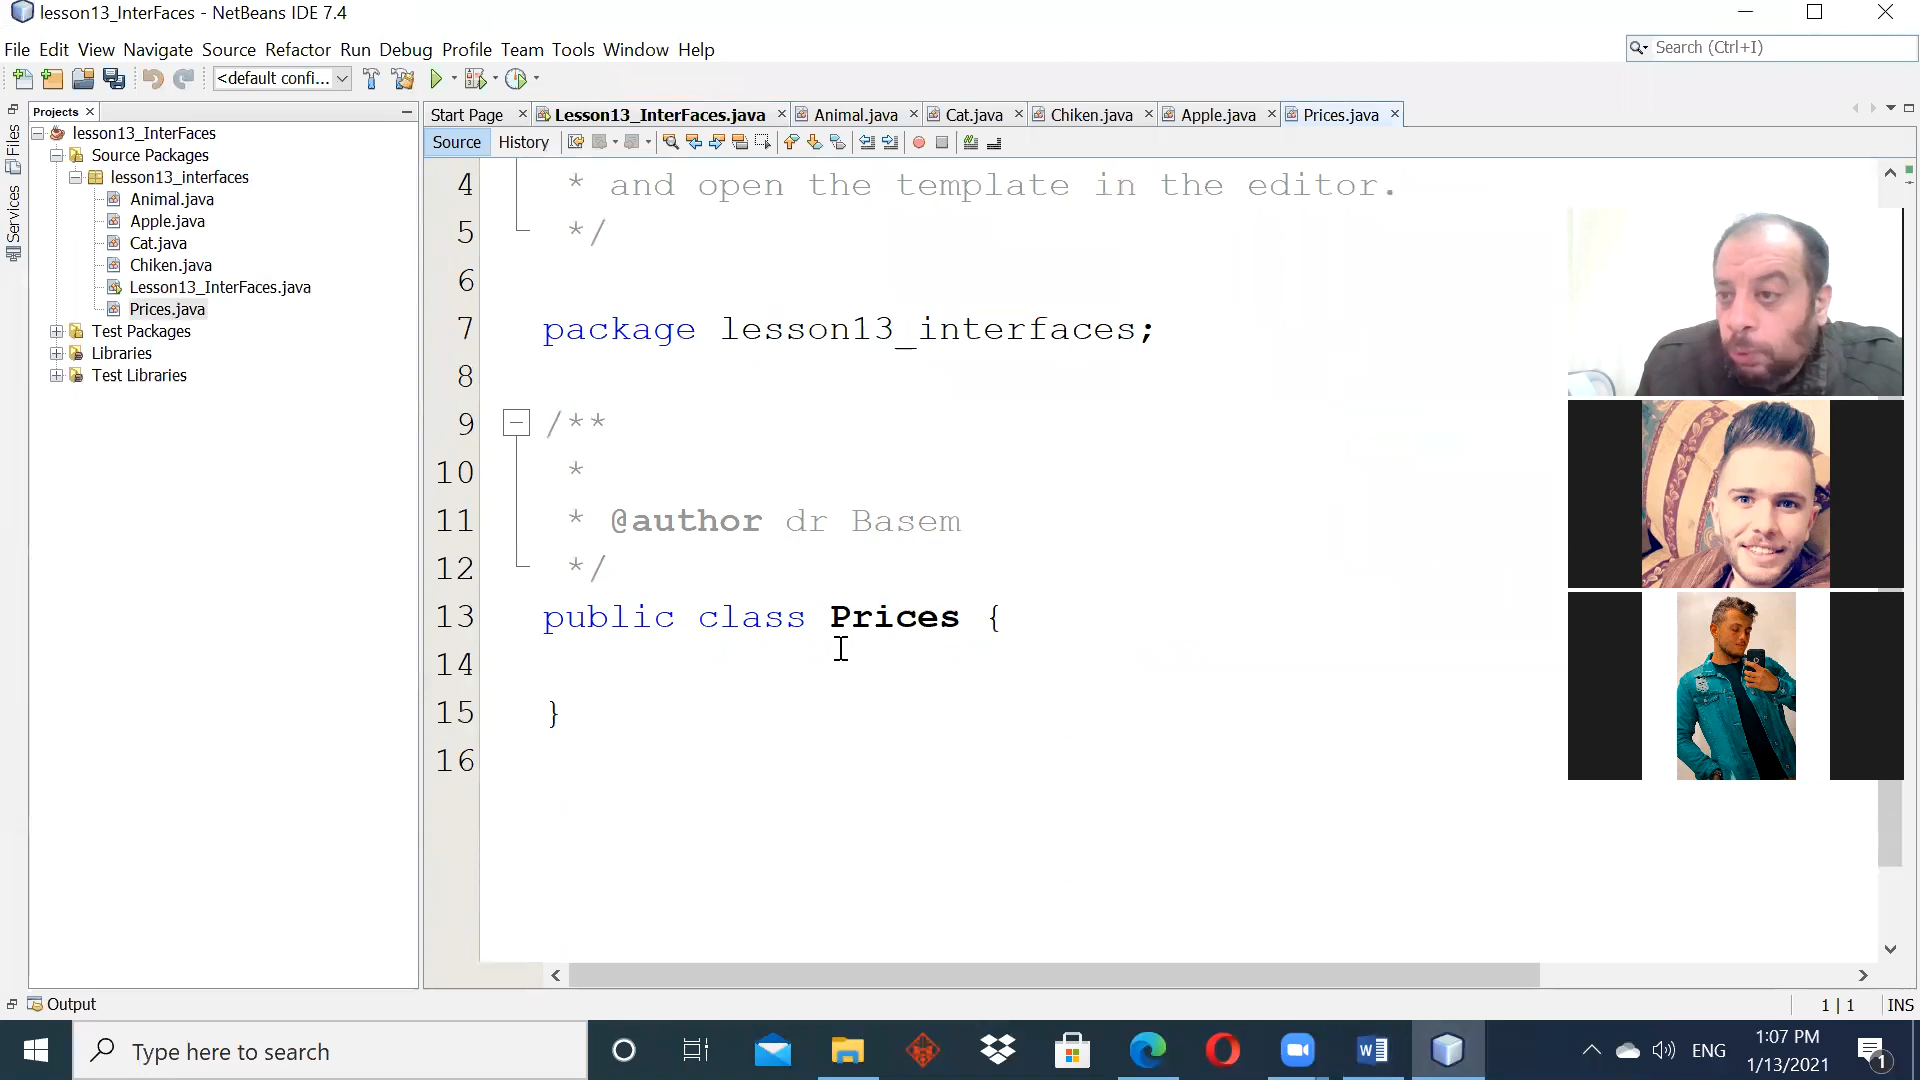 lesson13_InterFaces - NetBeans IDE 7.4
File Edit View Navigate Source Refactor Run Debug Profile Team Tools Window Help
Search (Ctrl+I)
<default confi...
Projects
Start Page
Lesson13_InterFaces.java
Animal.java
Cat.java
Chiken.java
Apple.java
Prices.java
Files
Services
lesson13_InterFaces
Source Packages
lesson13_interfaces
Animal.java
Apple.java
Cat.java
Chiken.java
Lesson13_InterFaces.java
Prices.java
Test Packages
Libraries
Test Libraries
Source History
4 * and open the template in the editor.
5 */
6
7 package lesson13_interfaces;
8
9 /**
10 *
11 * @author dr Basem
12 */
13 public class Prices {
14
15 }
16
Output
1 | 1 INS
Type here to search
ENG
1:07 PM
1/13/2021
1